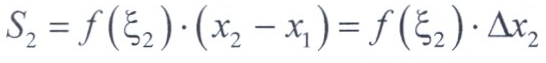 S₂ = f(ξ₂)·(x₂ − x₁) = f(ξ₂)·Δx₂